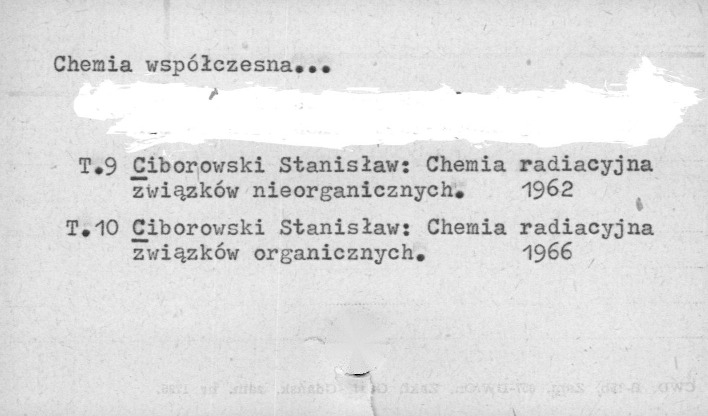 Chemia współczesna...
T.9 Ciborowski Stanisław: Chemia radiacyjna
związków nieorganicznych. 1962
T.10 Ciborowski Stanisław: Chemia radiacyjna
związków organicznych. 1966